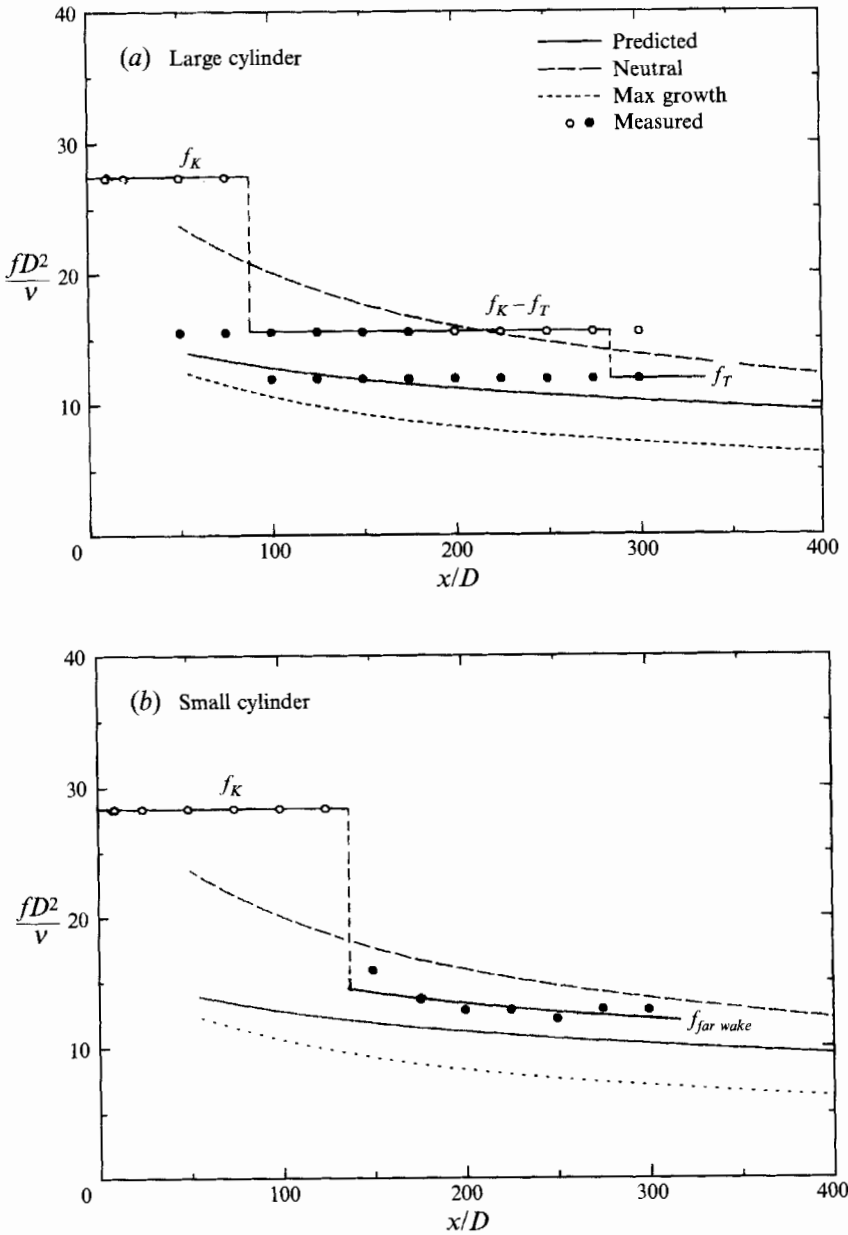 40
(a) Large cylinder
Predicted
Neutral
Max growth
Measured
30
f_K
fD²/ν
20
f_K−f_T
10
f_T
0 100 200 300 400
x/D
40
(b) Small cylinder
30
f_K
fD²/ν
20
f_far wake
10
0 100 200 300 400
x/D